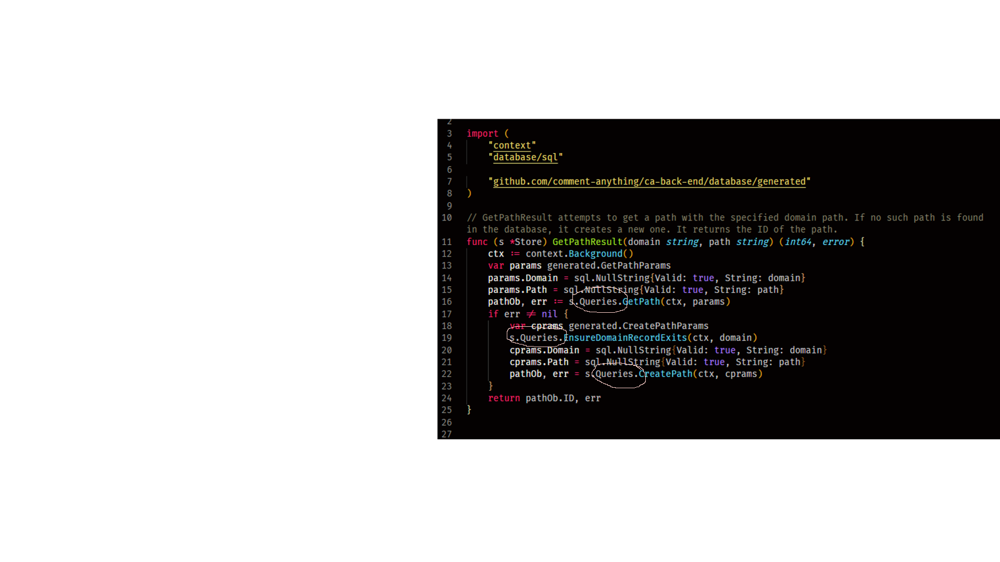 2
3 import (
4 "context"
5 "database/sql"
6
7 "github.com/comment-anything/ca-back-end/database/generated"
8 )
9
10 // GetPathResult attempts to get a path with the specified domain path. If no such path is found
in the database, it creates a new one. It returns the ID of the path.
11 func (s *Store) GetPathResult(domain string, path string) (int64, error) {
12 ctx := context.Background()
13 var params generated.GetPathParams
14 params.Domain = sql.NullString{Valid: true, String: domain}
15 params.Path = sql.NullString{Valid: true, String: path}
16 pathOb, err := s.Queries.GetPath(ctx, params)
17 if err ≠ nil {
18 var cprams generated.CreatePathParams
19 s.Queries.EnsureDomainRecordExits(ctx, domain)
20 cprams.Domain = sql.NullString{Valid: true, String: domain}
21 cprams.Path = sql.NullString{Valid: true, String: path}
22 pathOb, err = s.Queries.CreatePath(ctx, cprams)
23 }
24 return pathOb.ID, err
25 }
26
27